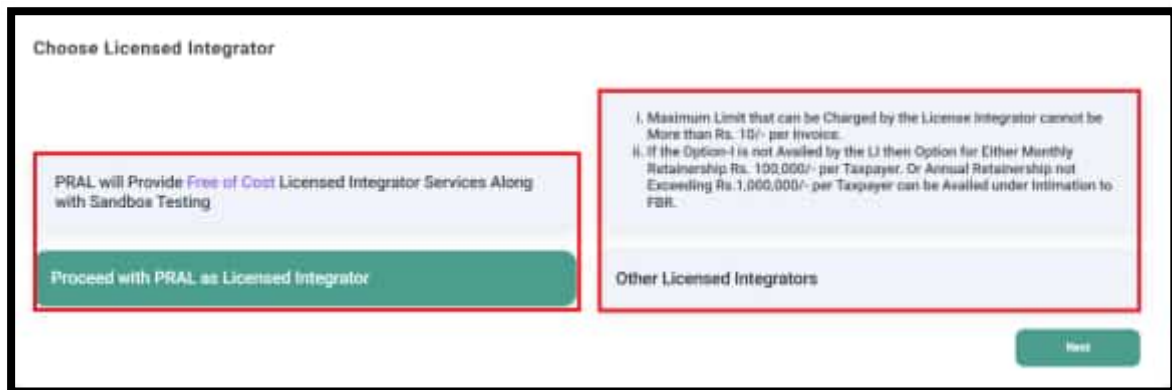 Choose Licensed Integrator
PRAL will Provide Free of Cost Licensed Integrator Services Along
with Sandbox Testing
Proceed with PRAL as Licensed Integrator
i. Maximum Limit that can be Charged by the License Integrator cannot be
More than Rs. 10/- per Invoice.
ii. If the Option-I is not Availed by the LI then Option for Either Monthly
Retainership Rs. 100,000/- per Taxpayer. Or Annual Retainership not
Exceeding Rs.1,000,000/- per Taxpayer can be Availed under Intimation to
FBR.
Other Licensed Integrators
Next